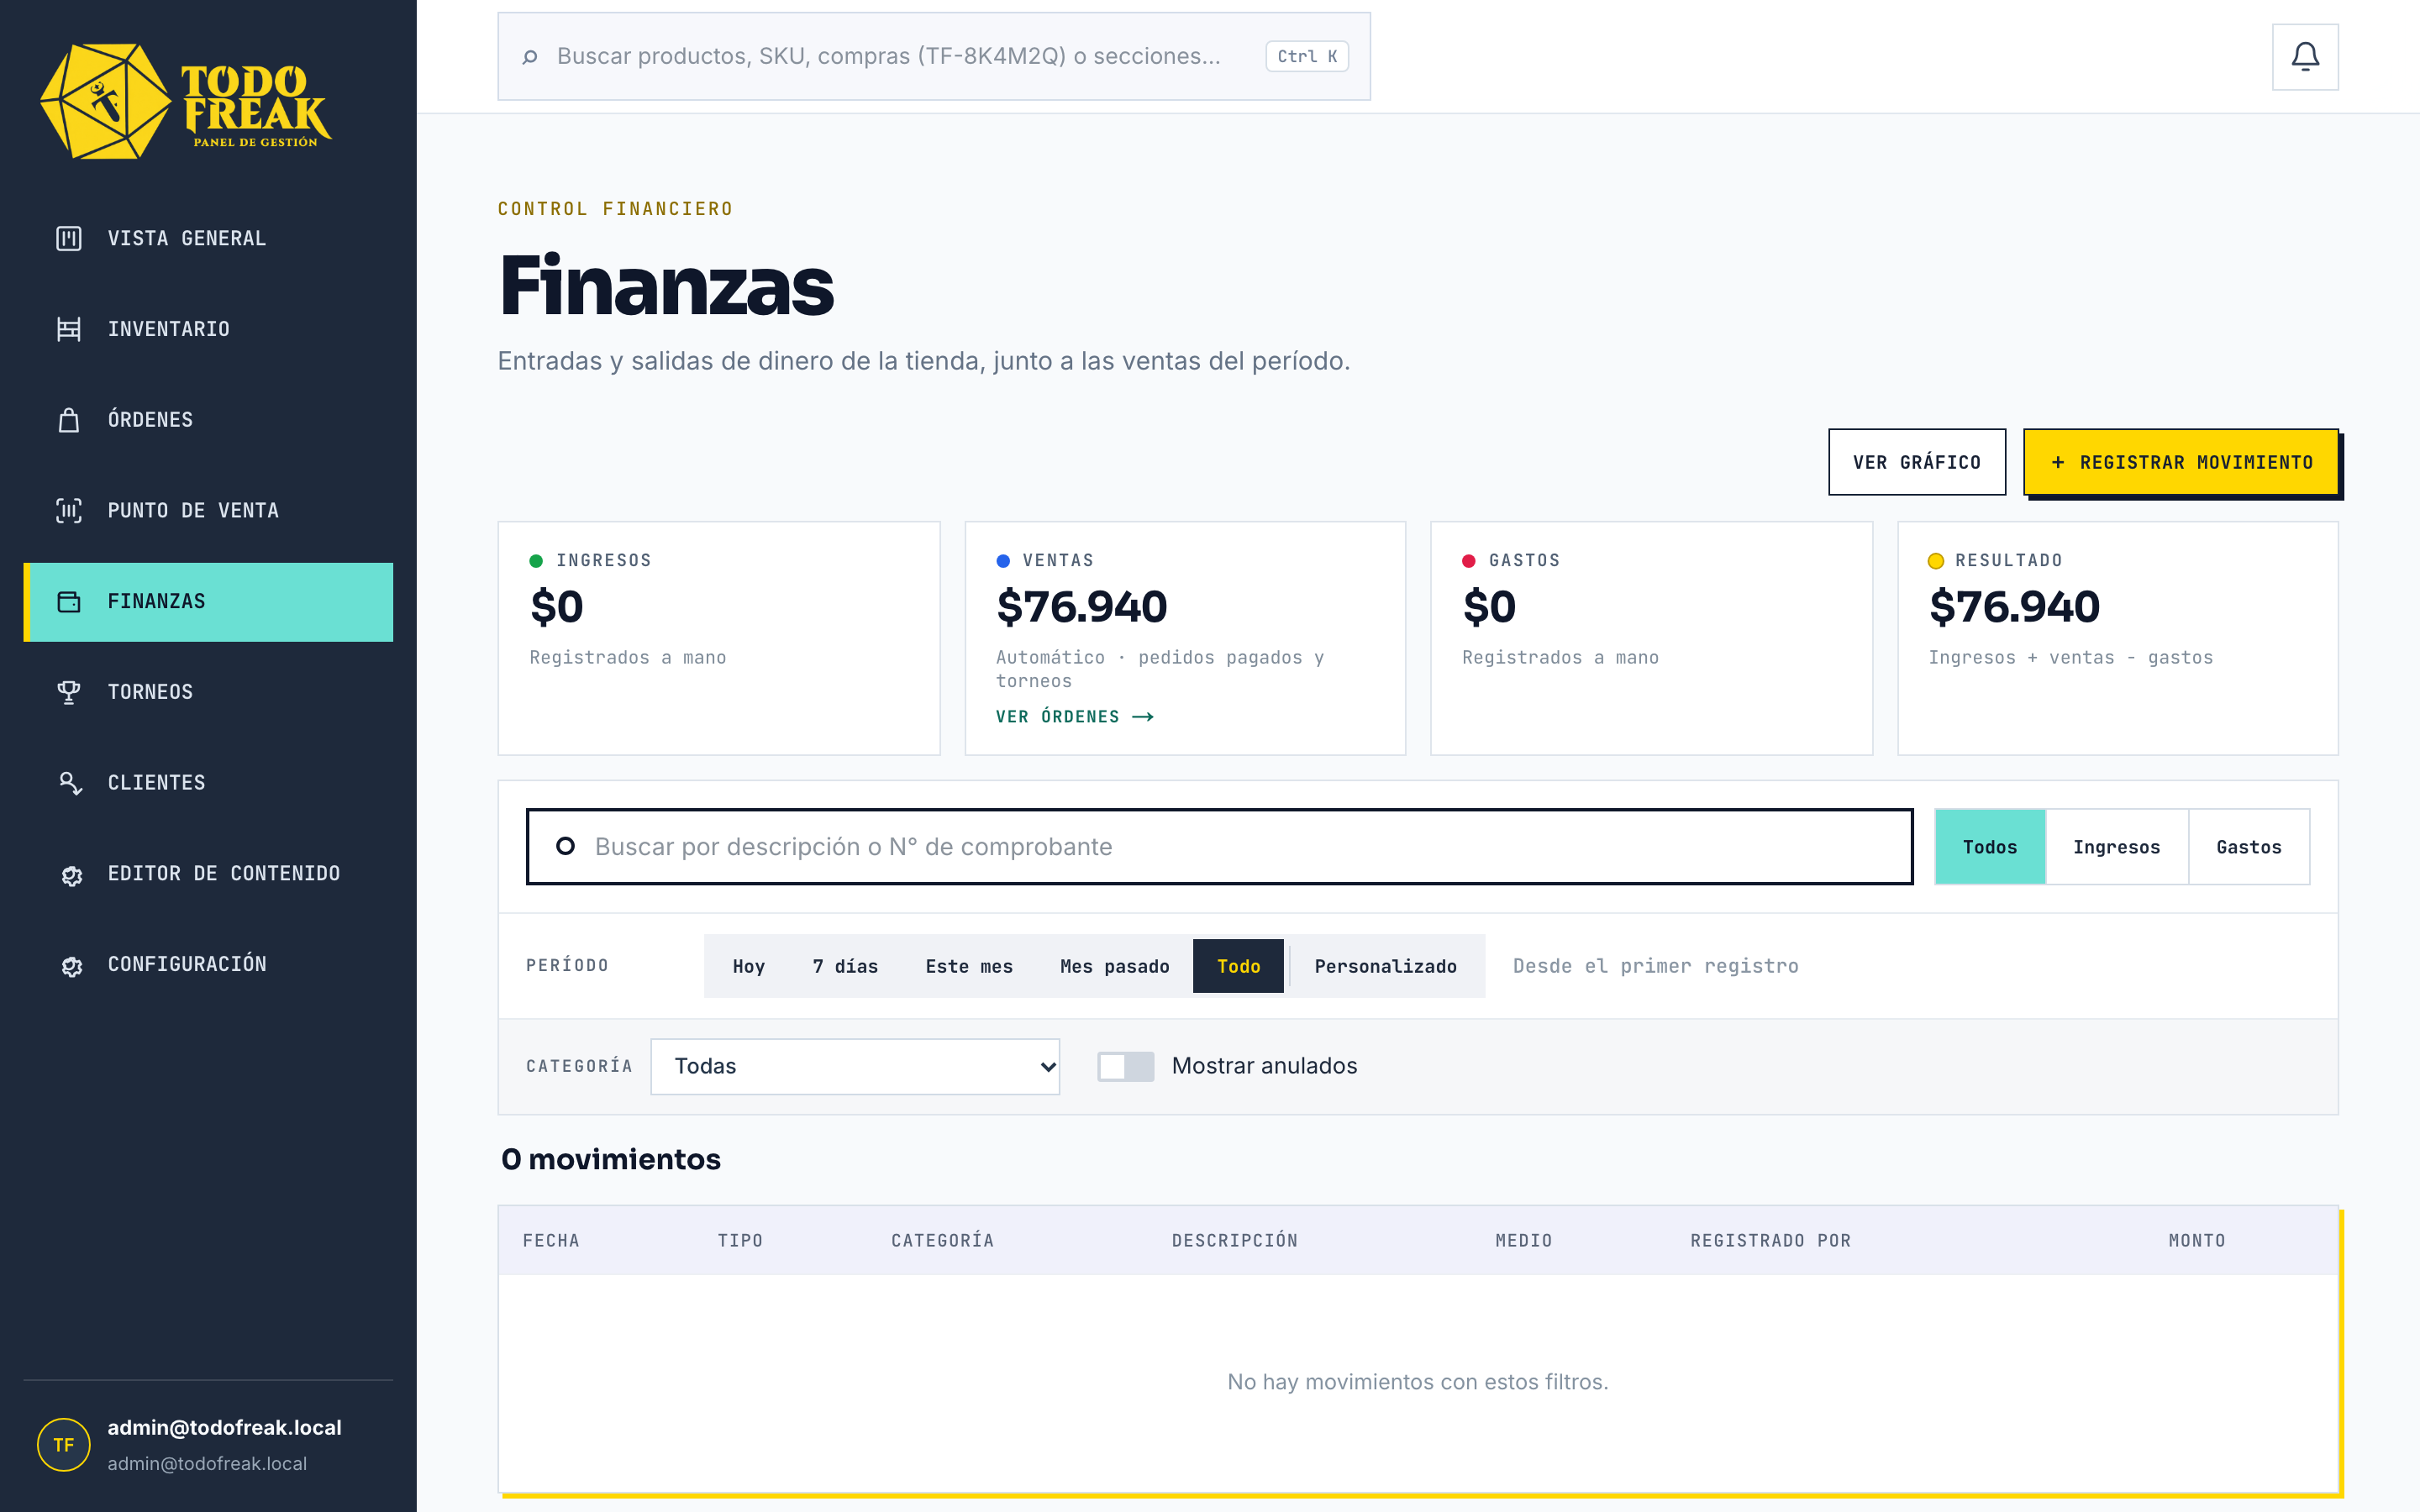 TODO
FREAK
PANEL DE GESTIÓN
VISTA GENERAL
INVENTARIO
ÓRDENES
PUNTO DE VENTA
FINANZAS
TORNEOS
CLIENTES
EDITOR DE CONTENIDO
CONFIGURACIÓN
TF
admin@todofreak.local
admin@todofreak.local
Buscar productos, SKU, compras (TF-8K4M2Q) o secciones...
Ctrl K
CONTROL FINANCIERO
Finanzas
Entradas y salidas de dinero de la tienda, junto a las ventas del período.
VER GRÁFICO
+ REGISTRAR MOVIMIENTO
INGRESOS
$0
Registrados a mano
VENTAS
$76.940
Automático · pedidos pagados y
torneos
VER ÓRDENES →
GASTOS
$0
Registrados a mano
RESULTADO
$76.940
Ingresos + ventas - gastos
Buscar por descripción o N° de comprobante
Todos
Ingresos
Gastos
PERÍODO
Hoy
7 días
Este mes
Mes pasado
Todo
Personalizado
Desde el primer registro
CATEGORÍA
Todas
Mostrar anulados
0 movimientos
FECHA
TIPO
CATEGORÍA
DESCRIPCIÓN
MEDIO
REGISTRADO POR
MONTO
No hay movimientos con estos filtros.